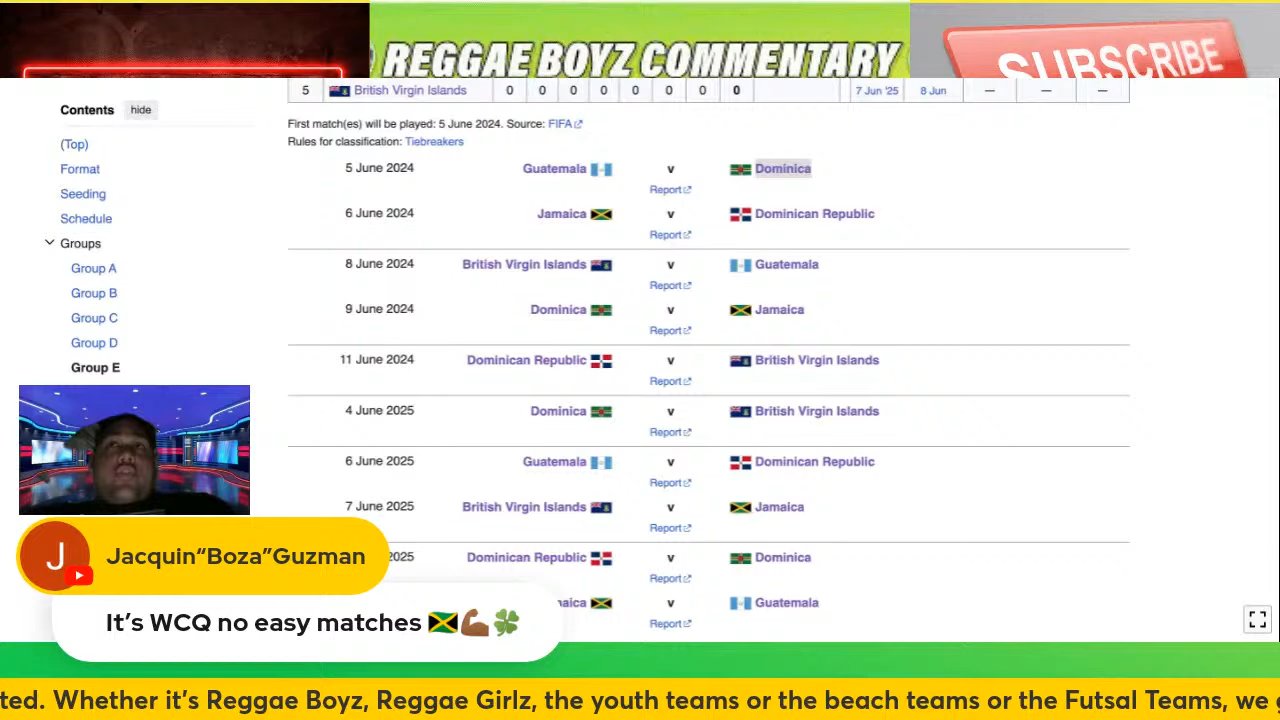 REGGAE BOYZ COMMENTARY
SUBSCRIBE
Contents hide
(Top)
Format
Seeding
Schedule
Groups
Group A
Group B
Group C
Group D
Group E
5 British Virgin Islands 0 0 0 0 0 0 0 0 7 Jun '25 8 Jun — — —
First match(es) will be played: 5 June 2024. Source: FIFA
Rules for classification: Tiebreakers
5 June 2024 Guatemala v Dominica
Report
6 June 2024 Jamaica v Dominican Republic
Report
8 June 2024 British Virgin Islands v Guatemala
Report
9 June 2024 Dominica v Jamaica
Report
11 June 2024 Dominican Republic v British Virgin Islands
Report
4 June 2025 Dominica v British Virgin Islands
Report
6 June 2025 Guatemala v Dominican Republic
Report
7 June 2025 British Virgin Islands v Jamaica
Report
2025 Dominican Republic v Dominica
Report
aica v Guatemala
Report
J
Jacquin“Boza”Guzman
It’s WCQ no easy matches 🇯🇲💪🏾🍀
ted. Whether it’s Reggae Boyz, Reggae Girlz, the youth teams or the beach teams or the Futsal Teams, we